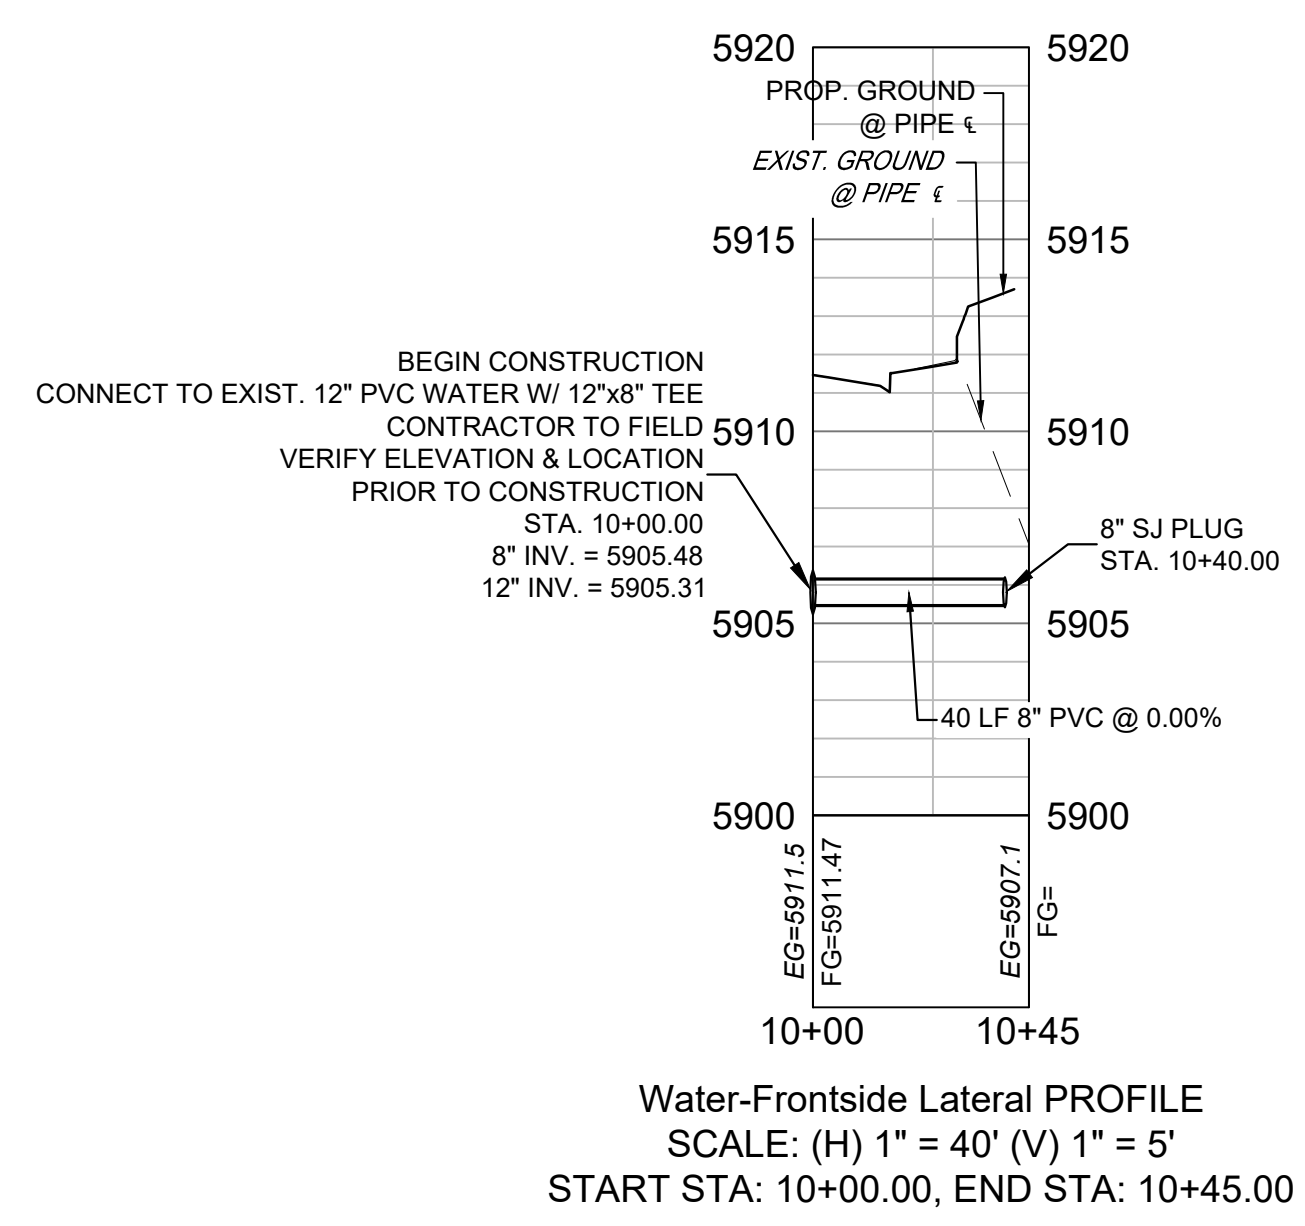 5920
5920
PROP. GROUND
@ PIPE ℄
EXIST. GROUND
@ PIPE ℄
5915
5915
BEGIN CONSTRUCTION
CONNECT TO EXIST. 12" PVC WATER W/ 12"x8" TEE
CONTRACTOR TO FIELD
VERIFY ELEVATION & LOCATION
PRIOR TO CONSTRUCTION
STA. 10+00.00
8" INV. = 5905.48
12" INV. = 5905.31
5910
5910
8" SJ PLUG
STA. 10+40.00
5905
5905
40 LF 8" PVC @ 0.00%
5900
5900
EG=5911.5
FG=5911.47
EG=5907.1
FG=
10+00
10+45
Water-Frontside Lateral PROFILE
SCALE: (H) 1" = 40' (V) 1" = 5'
START STA: 10+00.00, END STA: 10+45.00